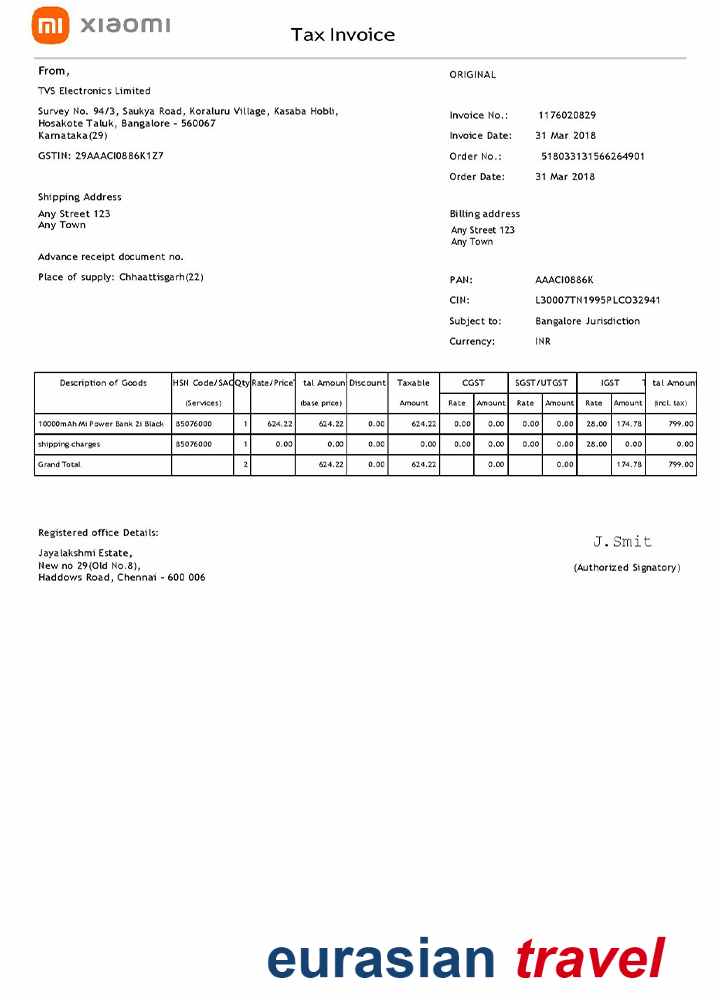 mi xiaomi
Tax Invoice
From,
TVS Electronics Limited
Survey No. 94/3, Saukya Road, Koraluru Village, Kasaba Hobli,
Hosakote Taluk, Bangalore - 560067
Karnataka(29)
GSTIN: 29AAACI0886K1Z7
ORIGINAL
Invoice No.: 1176020829
Invoice Date: 31 Mar 2018
Order No.: 518033131566264901
Order Date: 31 Mar 2018
Shipping Address
Any Street 123
Any Town
Billing address
Any Street 123
Any Town
Advance receipt document no.
Place of supply: Chhaattisgarh(22)
PAN: AAACI0886K
CIN: L30007TN1995PLCO32941
Subject to: Bangalore Jurisdiction
Currency: INR
Description of Goods HSN Code/SAC Qty Rate/Price tal Amoun Discount Taxable CGST SGST/UTGST IGST T tal Amoun
(Services) (base price) Amount Rate Amount Rate Amount Rate Amount (incl. tax)
10000mAh Mi Power Bank 2i Black 85076000 1 624.22 624.22 0.00 624.22 0.00 0.00 0.00 0.00 28.00 174.78 799.00
shipping charges 85076000 1 0.00 0.00 0.00 0.00 0.00 0.00 0.00 0.00 28.00 0.00 0.00
Grand Total 2 624.22 0.00 624.22 0.00 0.00 174.78 799.00
Registered office Details:
Jayalakshmi Estate,
New no 29(Old No.8),
Haddows Road, Chennai - 600 006
J.Smit
(Authorized Signatory)
eurasian travel